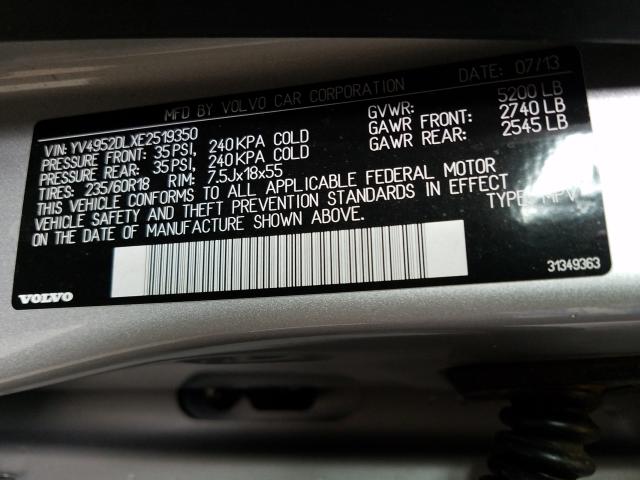 MFD BY VOLVO CAR CORPORATION DATE: 07/13
VIN: YV4952DLXE2519350 GVWR: 5200 LB
PRESSURE FRONT: 35PSI, 240KPA COLD GAWR FRONT: 2740 LB
PRESSURE REAR: 35PSI, 240KPA COLD GAWR REAR: 2545 LB
TIRES: 235/60R18 RIM: 7.5Jx18x55
THIS VEHICLE CONFORMS TO ALL APPLICABLE FEDERAL MOTOR
VEHICLE SAFETY AND THEFT PREVENTION STANDARDS IN EFFECT
ON THE DATE OF MANUFACTURE SHOWN ABOVE. TYPE: MPV
VOLVO 31349363